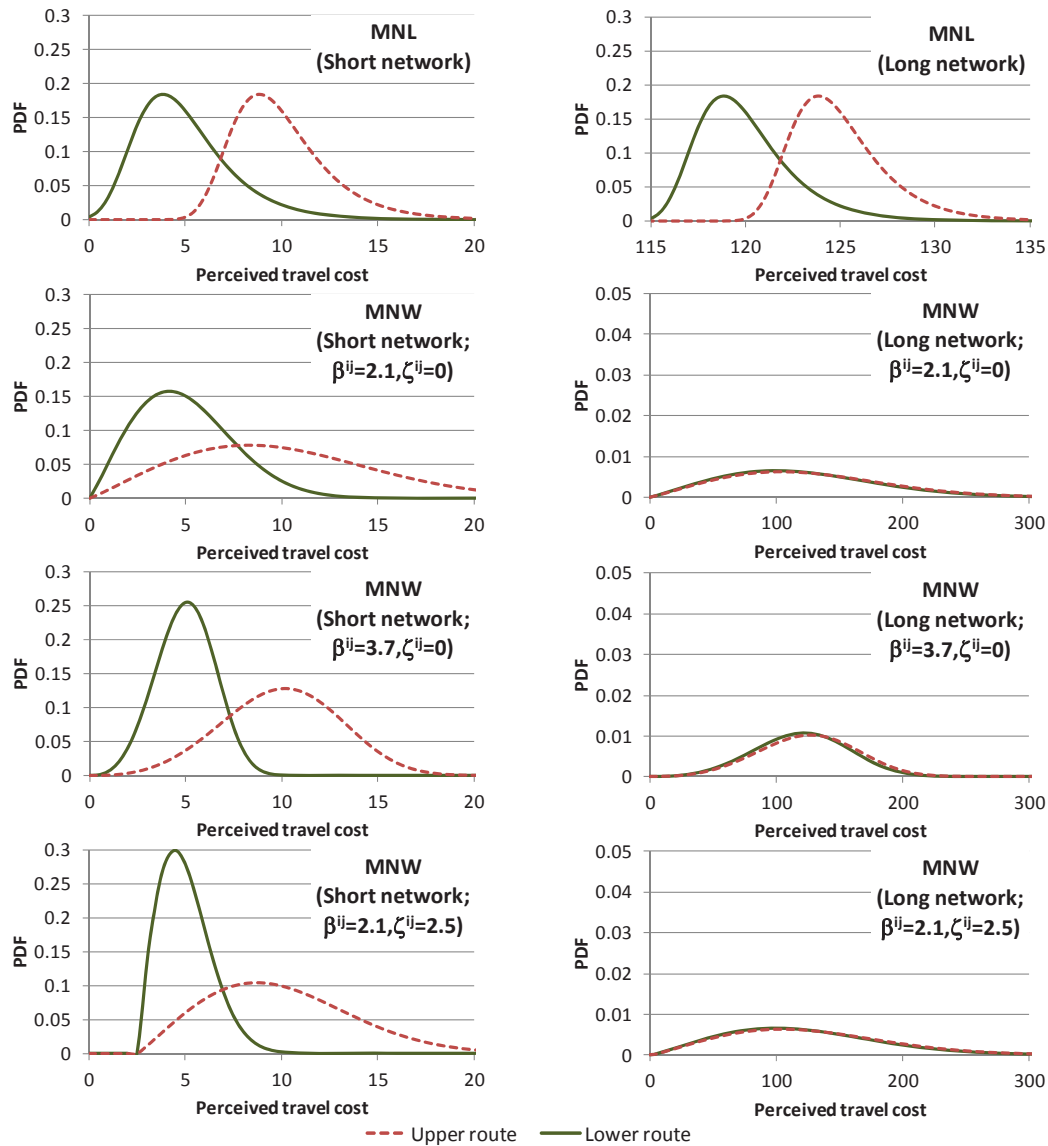 0.3
0.25
0.2
0.15
0.1
0.05
0
PDF
MNL
(Short network)
0 5 10 15 20
Perceived travel cost
0.3
0.25
0.2
0.15
0.1
0.05
0
PDF
MNL
(Long network)
115 120 125 130 135
Perceived travel cost
0.3
0.25
0.2
0.15
0.1
0.05
0
PDF
MNW
(Short network;
βij=2.1,ζij=0)
0 5 10 15 20
Perceived travel cost
0.05
0.04
0.03
0.02
0.01
0
PDF
MNW
(Long network;
βij=2.1,ζij=0)
0 100 200 300
Perceived travel cost
0.3
0.25
0.2
0.15
0.1
0.05
0
PDF
MNW
(Short network;
βij=3.7,ζij=0)
0 5 10 15 20
Perceived travel cost
0.05
0.04
0.03
0.02
0.01
0
PDF
MNW
(Long network;
βij=3.7,ζij=0)
0 100 200 300
Perceived travel cost
0.3
0.25
0.2
0.15
0.1
0.05
0
PDF
MNW
(Short network;
βij=2.1,ζij=2.5)
0 5 10 15 20
Perceived travel cost
0.05
0.04
0.03
0.02
0.01
0
PDF
MNW
(Long network;
βij=2.1,ζij=2.5)
0 100 200 300
Perceived travel cost
Upper route Lower route